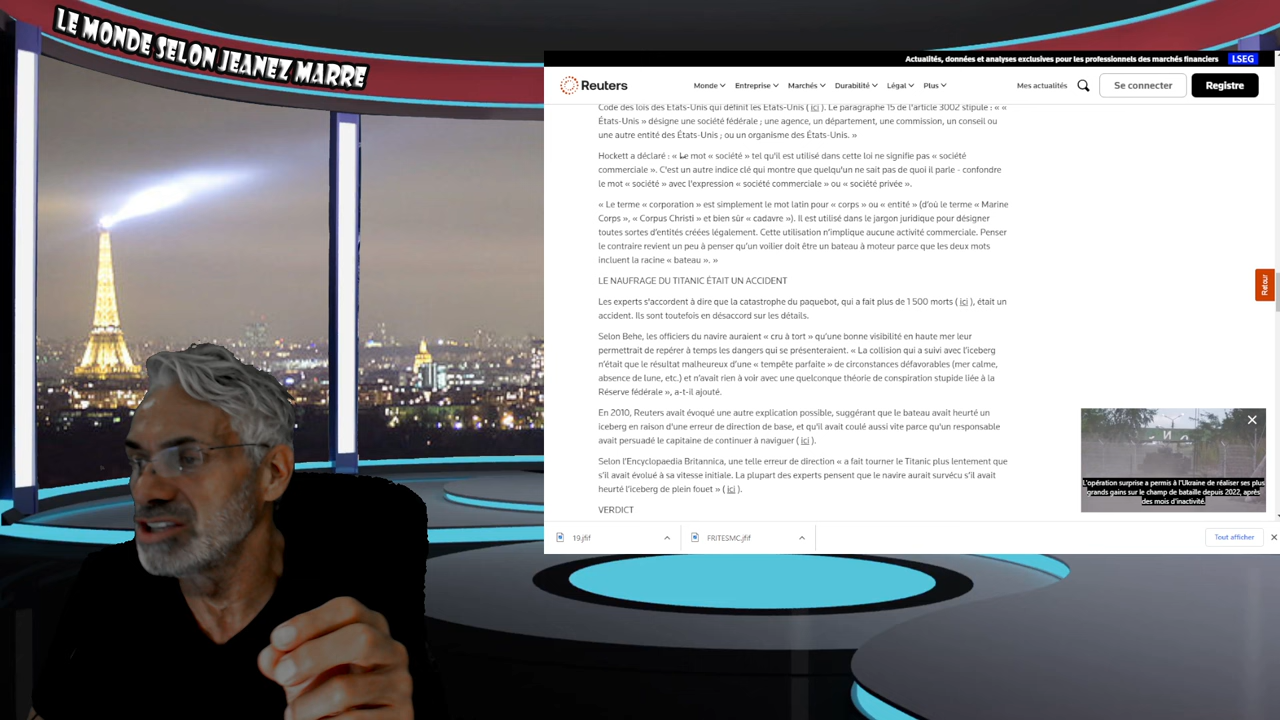 LE MONDE SELON JEANEZ MARRE
Actualités, données et analyses exclusives pour les professionnels des marchés financiers LSEG
Reuters Monde Entreprise Marchés Durabilité Légal Plus Mes actualités Se connecter Registre
Code des lois des États-Unis qui définit les États-Unis ( ici ). Le paragraphe 15 de l'article 3002 stipule : « «
États-Unis » désigne une société fédérale ; une agence, un département, une commission, un conseil ou
une autre entité des États-Unis ; ou un organisme des États-Unis. »
Hockett a déclaré : « Le mot « société » tel qu'il est utilisé dans cette loi ne signifie pas « société
commerciale ». C'est un autre indice clé qui montre que quelqu'un ne sait pas de quoi il parle - confondre
le mot « société » avec l'expression « société commerciale » ou « société privée ».
« Le terme « corporation » est simplement le mot latin pour « corps » ou « entité » (d'où le terme « Marine
Corps », « Corpus Christi » et bien sûr « cadavre »). Il est utilisé dans le jargon juridique pour désigner
toutes sortes d'entités créées légalement. Cette utilisation n'implique aucune activité commerciale. Penser
le contraire revient un peu à penser qu'un voilier doit être un bateau à moteur parce que les deux mots
incluent la racine « bateau ». »
LE NAUFRAGE DU TITANIC ÉTAIT UN ACCIDENT
Les experts s'accordent à dire que la catastrophe du paquebot, qui a fait plus de 1 500 morts ( ici ), était un
accident. Ils sont toutefois en désaccord sur les détails.
Selon Behe, les officiers du navire auraient « cru à tort » qu'une bonne visibilité en haute mer leur
permettrait de repérer à temps les dangers qui se présenteraient. « La collision qui a suivi avec l'iceberg
n'était que le résultat malheureux d'une « tempête parfaite » de circonstances défavorables (mer calme,
absence de lune, etc.) et n'avait rien à voir avec une quelconque théorie de conspiration stupide liée à la
Réserve fédérale », a-t-il ajouté.
En 2010, Reuters avait évoqué une autre explication possible, suggérant que le bateau avait heurté un
iceberg en raison d'une erreur de direction de base, et qu'il avait coulé aussi vite parce qu'un responsable
avait persuadé le capitaine de continuer à naviguer ( ici ).
Selon l'Encyclopaedia Britannica, une telle erreur de direction « a fait tourner le Titanic plus lentement que
s'il avait évolué à sa vitesse initiale. La plupart des experts pensent que le navire aurait survécu s'il avait
heurté l'iceberg de plein fouet » ( ici ).
VERDICT
Retour
L'opération surprise a permis à l'Ukraine de réaliser ses plus
grands gains sur le champ de bataille depuis 2022, après
des mois d'inactivité.
19.jfif FRITESMC.jfif Tout afficher